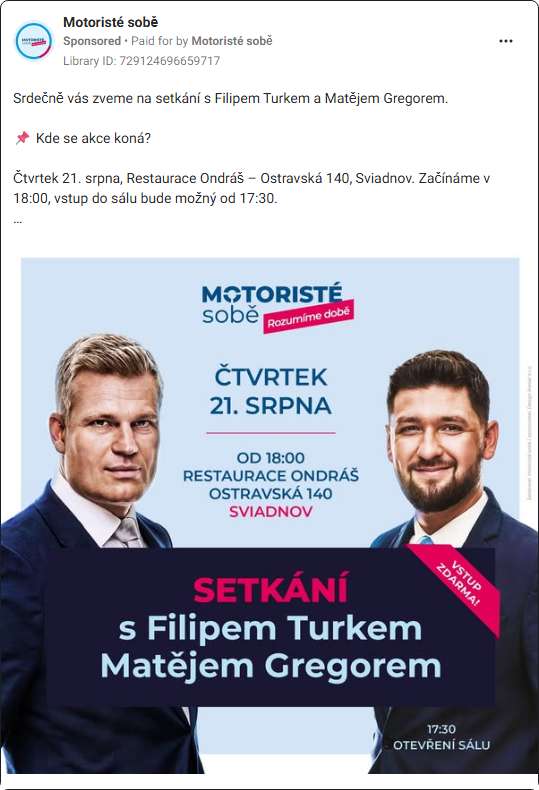 Motoristé sobě
Sponsored • Paid for by Motoristé sobě
Library ID: 729124696659717
Srdečně vás zveme na setkání s Filipem Turkem a Matějem Gregorem.
📌 Kde se akce koná?
Čtvrtek 21. srpna, Restaurace Ondráš – Ostravská 140, Sviadnov. Začínáme v
18:00, vstup do sálu bude možný od 17:30.
...
MOTORISTÉ
sobě
Rozumíme době
ČTVRTEK
21. SRPNA
OD 18:00
RESTAURACE ONDRÁŠ
OSTRAVSKÁ 140
SVIADNOV
VSTUP
ZDARMA!
SETKÁNÍ
s Filipem Turkem
Matějem Gregorem
17:30
OTEVŘENÍ SÁLU